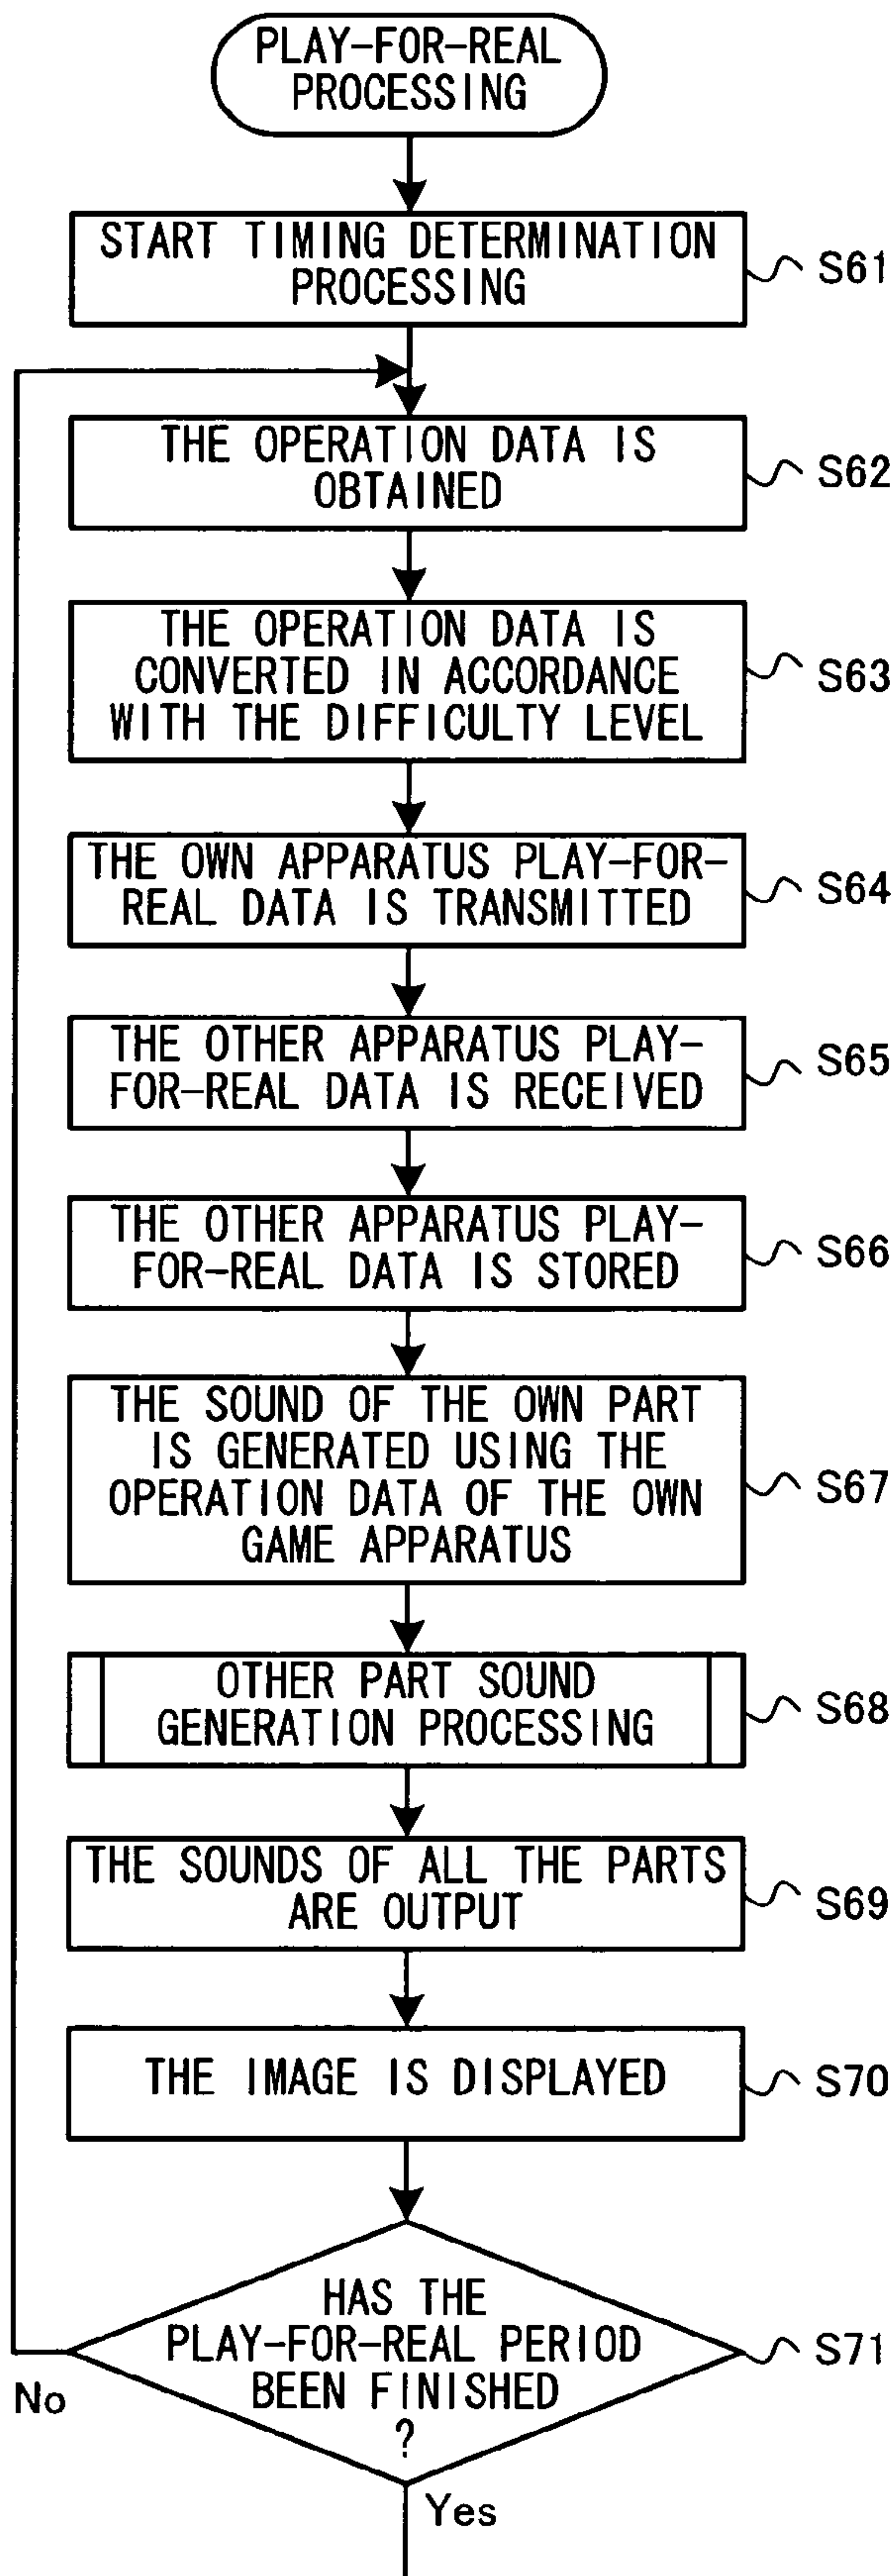 PLAY-FOR-REAL
PROCESSING
START TIMING DETERMINATION
PROCESSING
S61
THE OPERATION DATA IS
OBTAINED
S62
THE OPERATION DATA IS
CONVERTED IN ACCORDANCE
WITH THE DIFFICULTY LEVEL
S63
THE OWN APPARATUS PLAY-FOR-
REAL DATA IS TRANSMITTED
S64
THE OTHER APPARATUS PLAY-
FOR-REAL DATA IS RECEIVED
S65
THE OTHER APPARATUS PLAY-
FOR-REAL DATA IS STORED
S66
THE SOUND OF THE OWN PART
IS GENERATED USING THE
OPERATION DATA OF THE OWN
GAME APPARATUS
S67
OTHER PART SOUND
GENERATION PROCESSING
S68
THE SOUNDS OF ALL THE PARTS
ARE OUTPUT
S69
THE IMAGE IS DISPLAYED
S70
HAS THE
PLAY-FOR-REAL PERIOD
BEEN FINISHED
?
S71
No
Yes